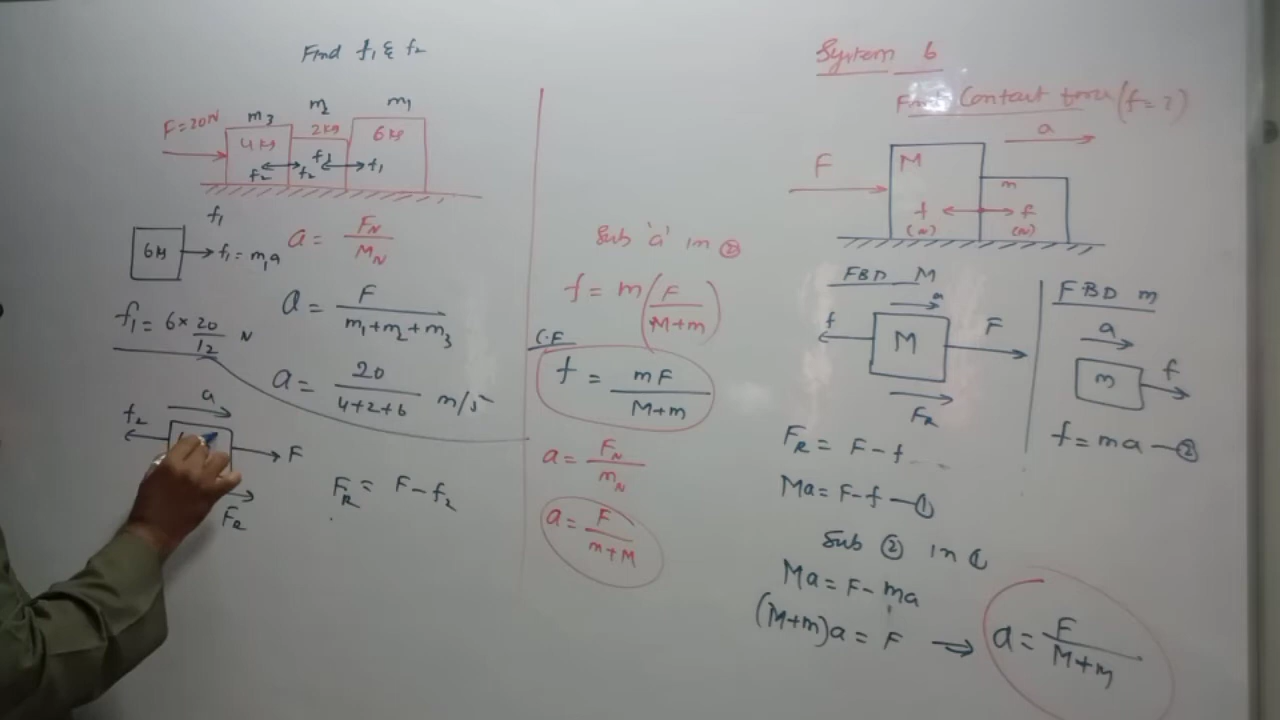 Find f₁ & f₂
F=20N
m₃
m₂
m₁
4Kg
2Kg
6Kg
f₂
f₂
f₁
f₁
6Kg
f₁ = m₁a
a = F_N / M_N
f₁ = 6 × 20/12 N
a = F / m₁+m₂+m₃
a = 20 / 4+2+6 m/s²
f₂
a
F
F_R
F_R = F - f₂
Sub 'a' in ②
f = m(F / M+m)
C.F
f = mF / M+m
a = F_N / m_N
a = F / m+M
System 6
Find Contact force (f=?)
a
F
M
m
f
(N)
f
(N)
FBD M
a
f
M
F
F_R
FBD m
a
m
f
F_R = F - f
f = ma — ②
Ma = F - f — ①
Sub ② in ①
Ma = F - ma
(M+m)a = F ⇒ a = F / M+m